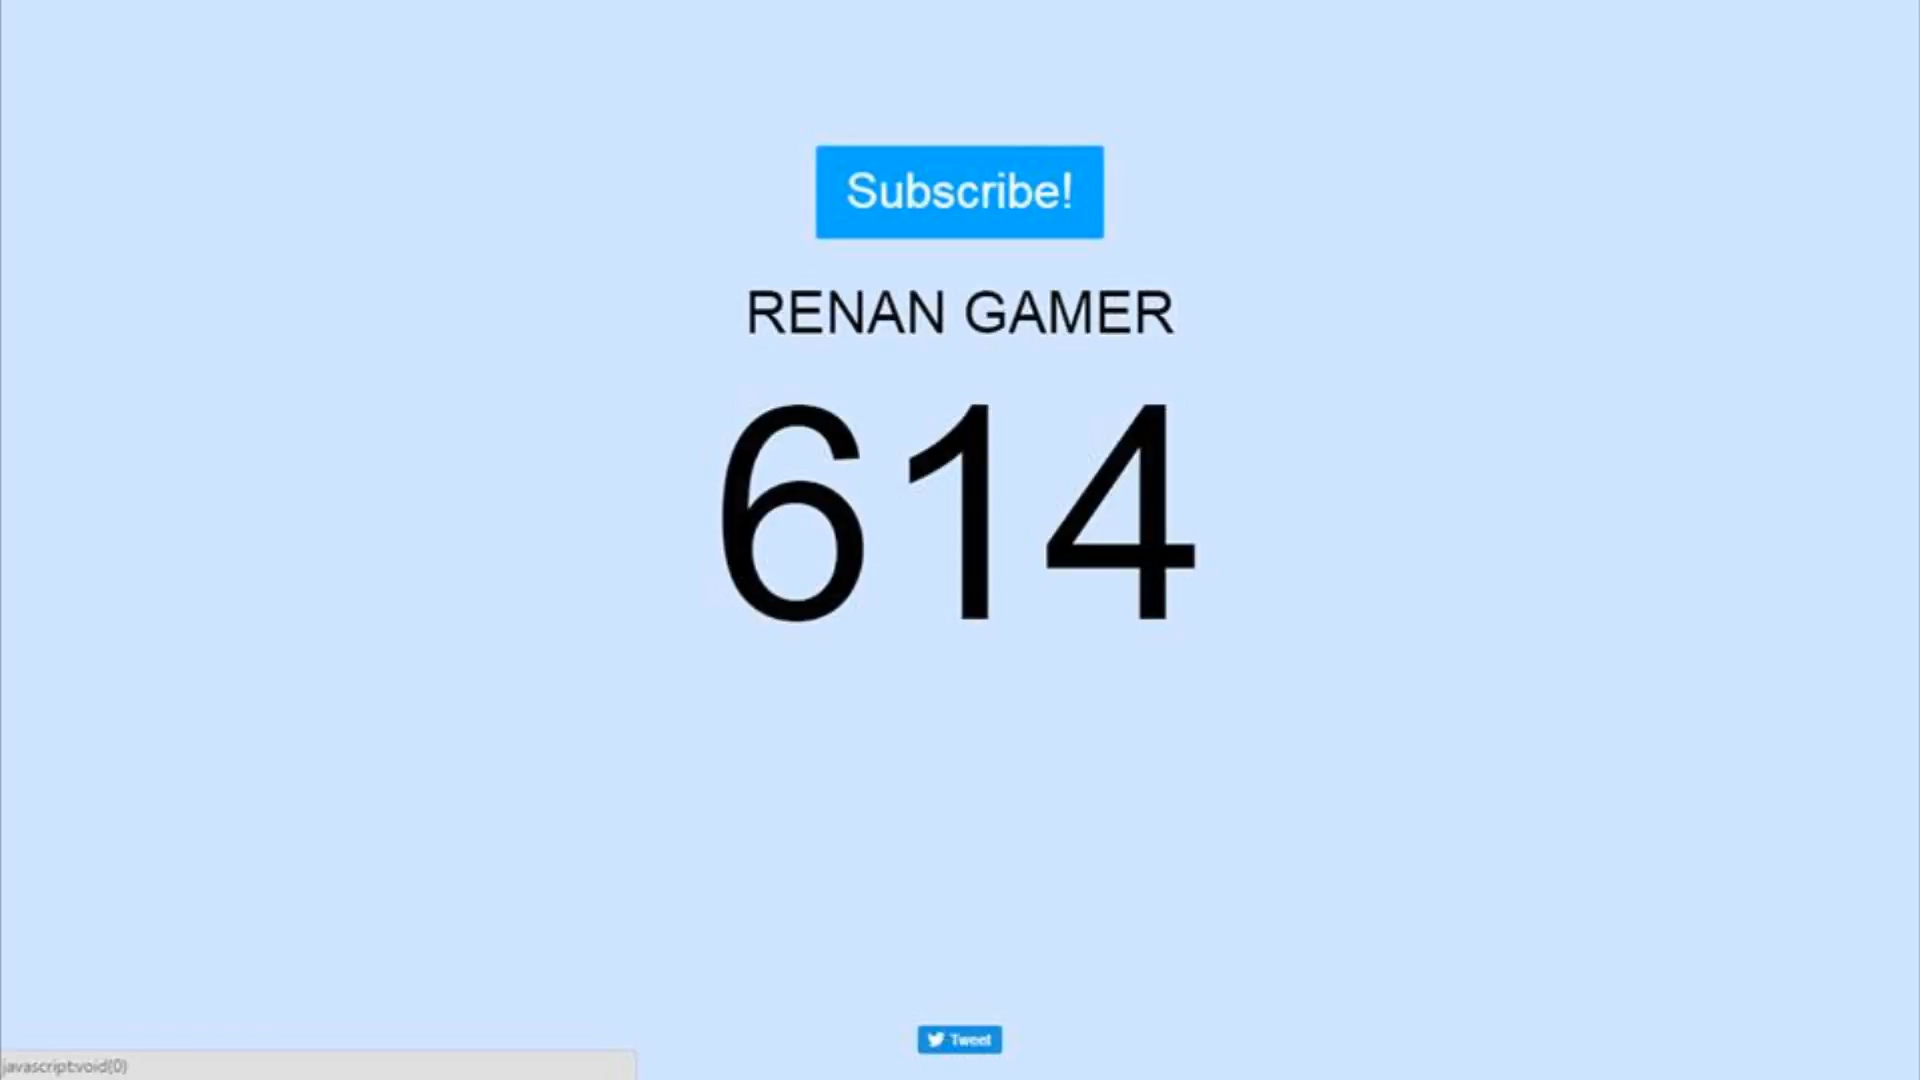 Subscribe!
RENAN GAMER
614
Tweet
javascript:void(0)